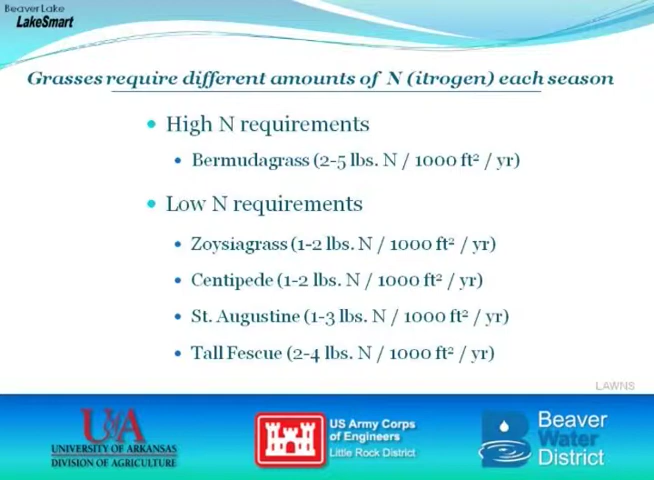 Beaver Lake
LakeSmart
Grasses require different amounts of N (itrogen) each season
• High N requirements
• Bermudagrass (2-5 lbs. N / 1000 ft² / yr)
• Low N requirements
• Zoysiagrass (1-2 lbs. N / 1000 ft² / yr)
• Centipede (1-2 lbs. N / 1000 ft² / yr)
• St. Augustine (1-3 lbs. N / 1000 ft² / yr)
• Tall Fescue (2-4 lbs. N / 1000 ft² / yr)
LAWNS
UofA
UNIVERSITY OF ARKANSAS
DIVISION OF AGRICULTURE
US Army Corps
of Engineers
Little Rock District
Beaver
Water
District